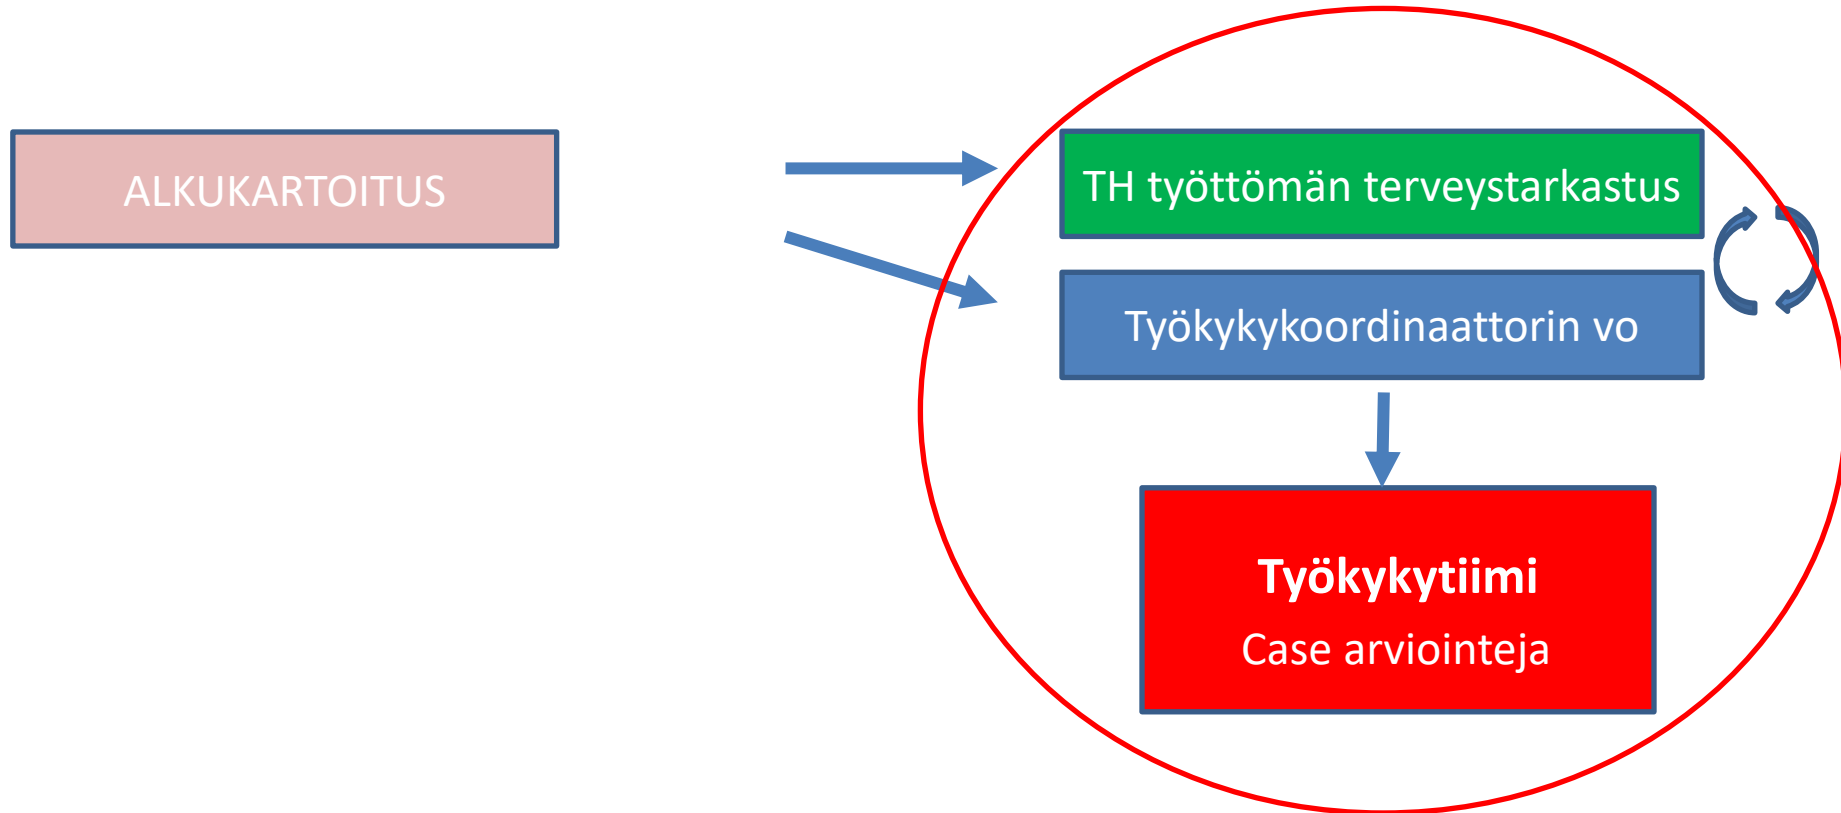 ALKUKARTOITUS
TH työttömän terveystarkastus
Työkykykoordinaattorin vo
Työkykytiimi
Case arviointeja